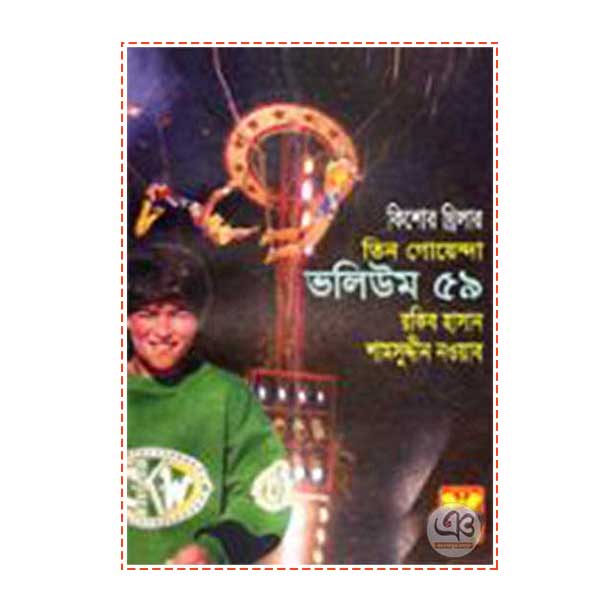 কিশোর থ্রিলার
তিন গোয়েন্দা
ভলিউম ৫৯
রকিব হাসান
শামসুদ্দীন নওয়াব